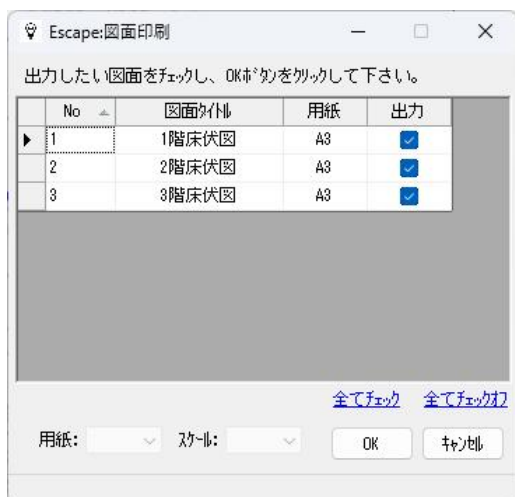 Escape:図面印刷
出力したい図面をﾁｪｯｸし、OKﾎﾞﾀﾝをｸﾘｯｸして下さい。
No 図面ﾀｲﾄﾙ 用紙 出力
1 1階床伏図 A3
2 2階床伏図 A3
3 3階床伏図 A3
全てﾁｪｯｸ 全てﾁｪｯｸｵﾌ
用紙: ｽｹｰﾙ: OK ｷｬﾝｾﾙ